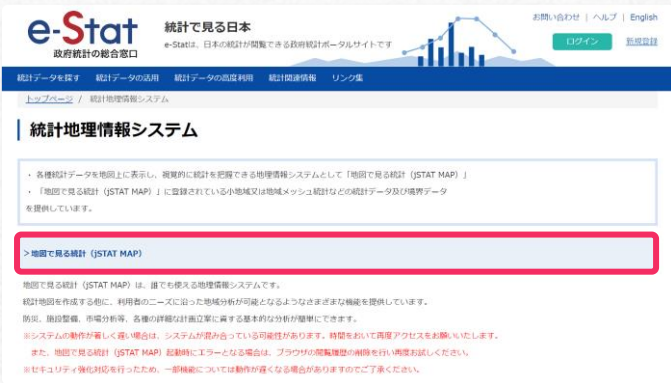 e-Stat
政府統計の総合窓口
統計で見る日本
e-Statは、日本の統計が閲覧できる政府統計ポータルサイトです
お問い合わせ | ヘルプ | English
ログイン 新規登録
統計データを探す 統計データの活用 統計データの高度利用 統計関連情報 リンク集
トップページ / 統計地理情報システム
統計地理情報システム
・ 各種統計データを地図上に表示し、視覚的に統計を把握できる地理情報システムとして「地図で見る統計（jSTAT MAP）」
・ 「地図で見る統計（jSTAT MAP）」に登録されている小地域又は地域メッシュ統計などの統計データ及び境界データ
を提供しています。
＞地図で見る統計（jSTAT MAP）
地図で見る統計（jSTAT MAP）は、誰でも使える地理情報システムです。
統計地図を作成する他に、利用者のニーズに沿った地域分析が可能となるようなさまざまな機能を提供しています。
防災、施設整備、市場分析等、各種の詳細な計画立案に資する基本的な分析が簡単にできます。
※システムの動作が著しく遅い場合は、システムが混み合っている可能性があります。時間をおいて再度アクセスをお願いいたします。
また、地図で見る統計（jSTAT MAP）起動時にエラーとなる場合は、ブラウザの閲覧履歴の削除を行い再度お試しください。
※セキュリティ強化対応を行ったため、一部機能については動作が遅くなる場合がありますのでご了承ください。